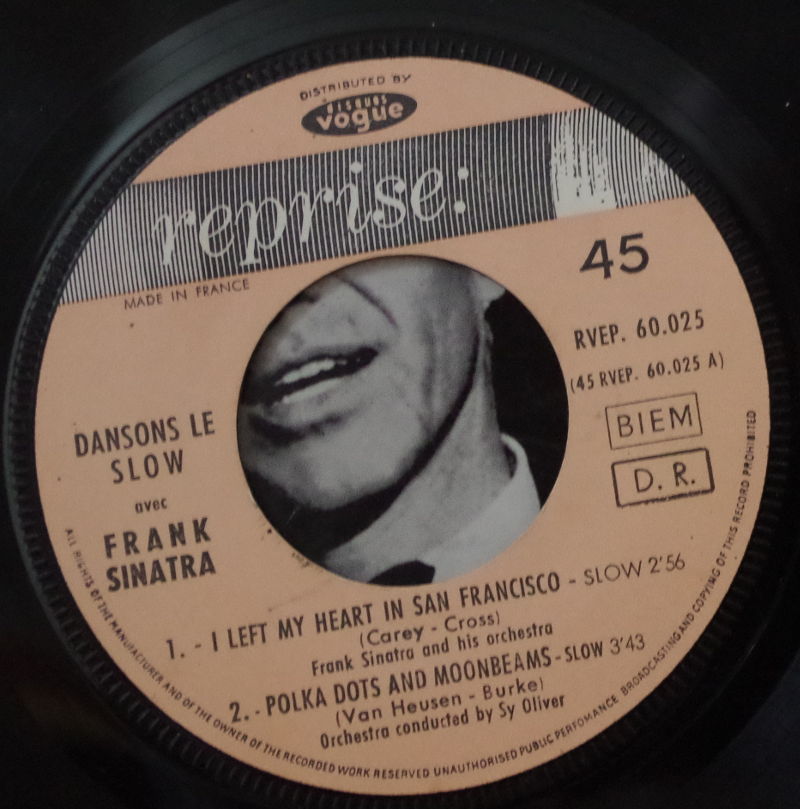 DISTRIBUTED BY
DISQUES
vogue
reprise:
MADE IN FRANCE
45
RVEP. 60.025
(45 RVEP. 60.025 A)
BIEM
D. R.
DANSONS LE
SLOW
avec
FRANK
SINATRA
1. - I LEFT MY HEART IN SAN FRANCISCO - SLOW 2'56
(Carey - Cross)
Frank Sinatra and his orchestra
2. - POLKA DOTS AND MOONBEAMS - SLOW 3'43
(Van Heusen - Burke)
Orchestra conducted by Sy Oliver
ALL RIGHTS OF THE MANUFACTURER AND OF THE OWNER OF THE RECORDED WORK RESERVED UNAUTHORISED PUBLIC PERFOMANCE BROADCASTING AND COPYING OF THIS RECORD PROHIBITED